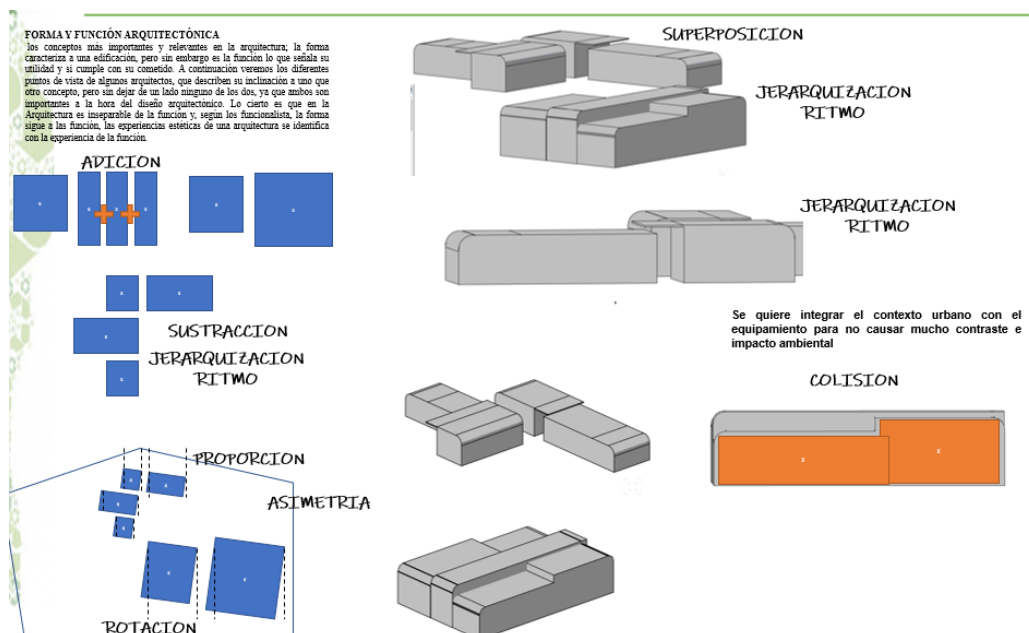 FORMA Y FUNCIÓN ARQUITECTÓNICA
los conceptos más importantes y relevantes en la arquitectura; la forma
caracteriza a una edificación, pero sin embargo es la función lo que señala su
utilidad y si cumple con su cometido. A continuación veremos los diferentes
puntos de vista de algunos arquitectos, que describen su inclinación a uno que
otro concepto, pero sin dejar de un lado ninguno de los dos, ya que ambos son
importantes a la hora del diseño arquitectónico. Lo cierto es que en la
Arquitectura es inseparable de la función y, según los funcionalista, la forma
sigue a las función, las experiencias estéticas de una arquitectura se identifica
con la experiencia de la función.
ADICION
x
x
x
x
x
x
x
x
x
SUSTRACCION
x
JERARQUIZACION
RITMO
x
PROPORCION
ASIMETRIA
x
x
x
x
x
x
ROTACION
SUPERPOSICION
JERARQUIZACION
RITMO
JERARQUIZACION
RITMO
x
Se quiere integrar el contexto urbano con el
equipamiento para no causar mucho contraste e
impacto ambiental
COLISION
x
x